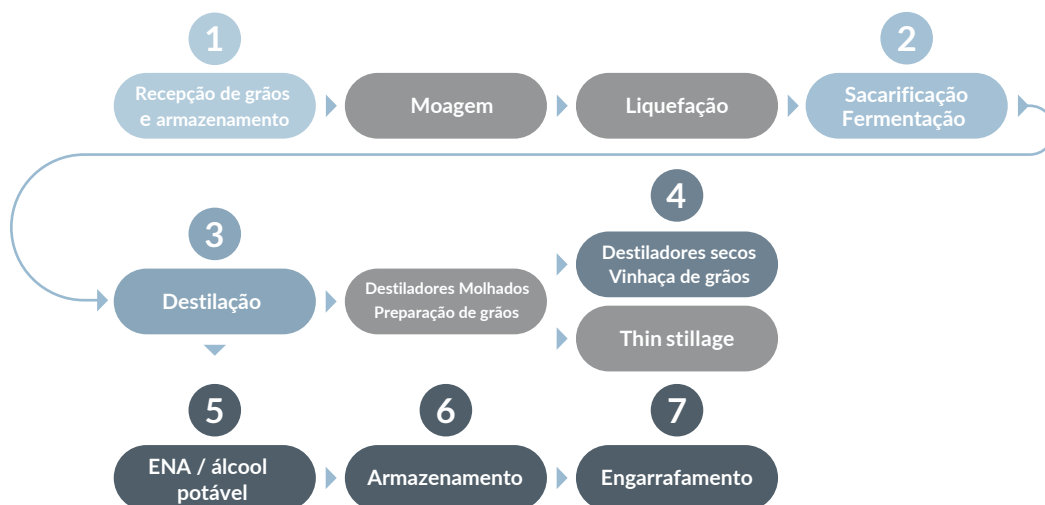 1
Recepção de grãos
e armazenamento
Moagem
Liquefação
2
Sacarificação
Fermentação
3
Destilação
Destiladores Molhados
Preparação de grãos
4
Destiladores secos
Vinhaça de grãos
Thin stillage
5
ENA / álcool
potável
6
Armazenamento
7
Engarrafamento